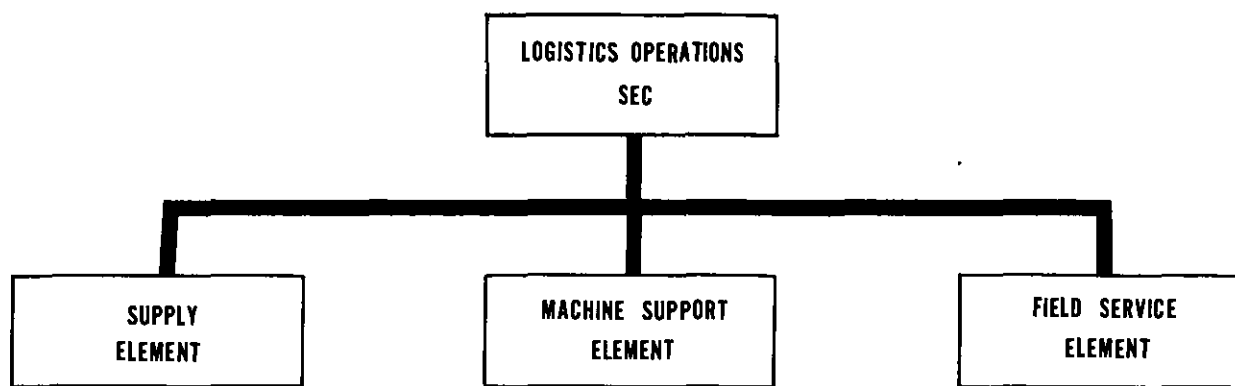 LOGISTICS OPERATIONS
SEC
SUPPLY
ELEMENT
MACHINE SUPPORT
ELEMENT
FIELD SERVICE
ELEMENT